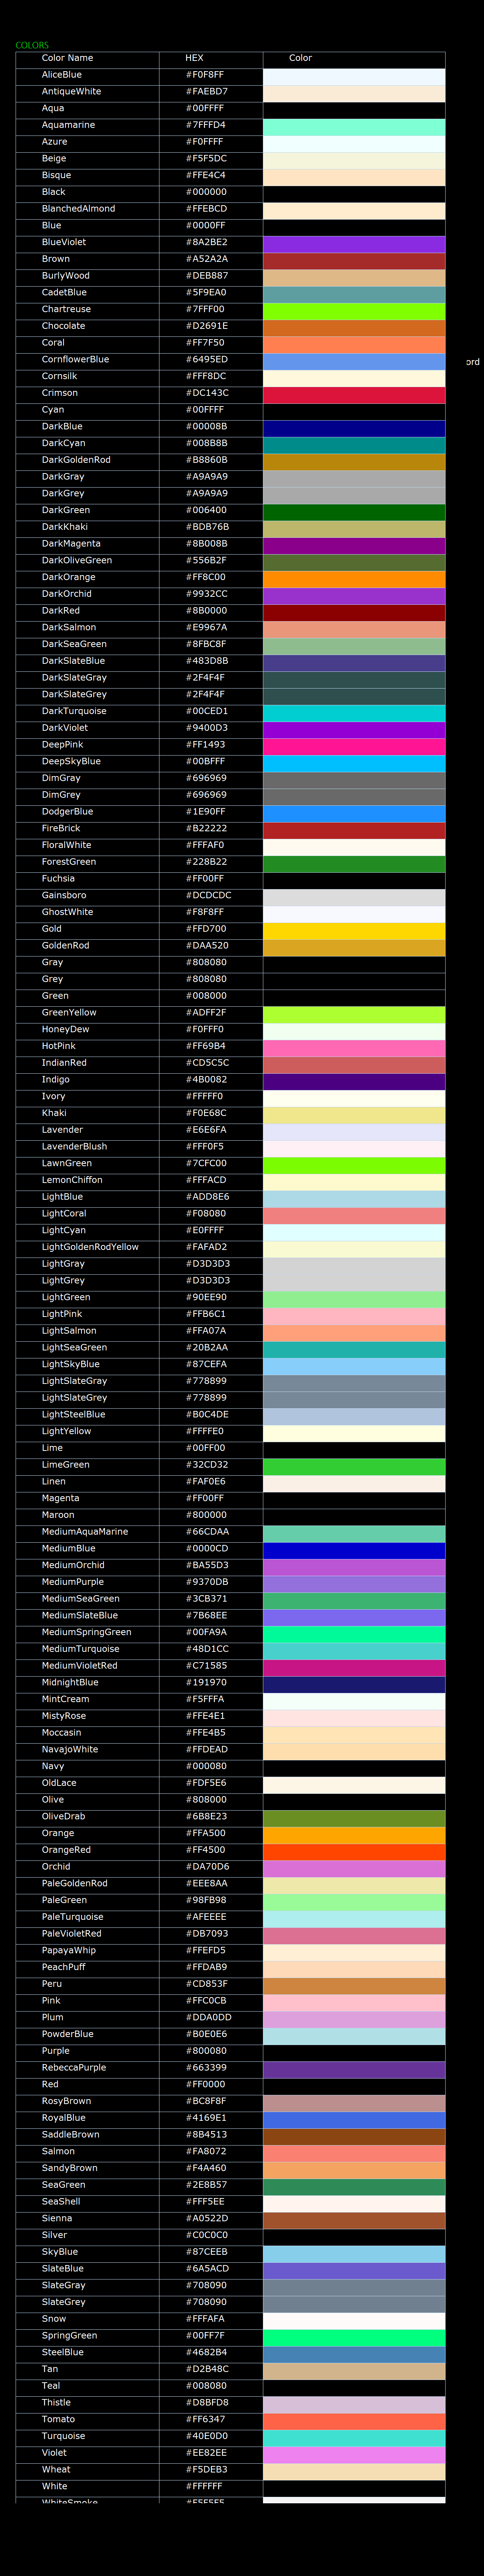 COLORS
Color Name HEX Color
AliceBlue #F0F8FF
AntiqueWhite #FAEBD7
Aqua #00FFFF
Aquamarine #7FFFD4
Azure #F0FFFF
Beige #F5F5DC
Bisque #FFE4C4
Black #000000
BlanchedAlmond #FFEBCD
Blue #0000FF
BlueViolet #8A2BE2
Brown #A52A2A
BurlyWood #DEB887
CadetBlue #5F9EA0
Chartreuse #7FFF00
Chocolate #D2691E
Coral #FF7F50
CornflowerBlue #6495ED
ord
Cornsilk #FFF8DC
Crimson #DC143C
Cyan #00FFFF
DarkBlue #00008B
DarkCyan #008B8B
DarkGoldenRod #B8860B
DarkGray #A9A9A9
DarkGrey #A9A9A9
DarkGreen #006400
DarkKhaki #BDB76B
DarkMagenta #8B008B
DarkOliveGreen #556B2F
DarkOrange #FF8C00
DarkOrchid #9932CC
DarkRed #8B0000
DarkSalmon #E9967A
DarkSeaGreen #8FBC8F
DarkSlateBlue #483D8B
DarkSlateGray #2F4F4F
DarkSlateGrey #2F4F4F
DarkTurquoise #00CED1
DarkViolet #9400D3
DeepPink #FF1493
DeepSkyBlue #00BFFF
DimGray #696969
DimGrey #696969
DodgerBlue #1E90FF
FireBrick #B22222
FloralWhite #FFFAF0
ForestGreen #228B22
Fuchsia #FF00FF
Gainsboro #DCDCDC
GhostWhite #F8F8FF
Gold #FFD700
GoldenRod #DAA520
Gray #808080
Grey #808080
Green #008000
GreenYellow #ADFF2F
HoneyDew #F0FFF0
HotPink #FF69B4
IndianRed #CD5C5C
Indigo #4B0082
Ivory #FFFFF0
Khaki #F0E68C
Lavender #E6E6FA
LavenderBlush #FFF0F5
LawnGreen #7CFC00
LemonChiffon #FFFACD
LightBlue #ADD8E6
LightCoral #F08080
LightCyan #E0FFFF
LightGoldenRodYellow #FAFAD2
LightGray #D3D3D3
LightGrey #D3D3D3
LightGreen #90EE90
LightPink #FFB6C1
LightSalmon #FFA07A
LightSeaGreen #20B2AA
LightSkyBlue #87CEFA
LightSlateGray #778899
LightSlateGrey #778899
LightSteelBlue #B0C4DE
LightYellow #FFFFE0
Lime #00FF00
LimeGreen #32CD32
Linen #FAF0E6
Magenta #FF00FF
Maroon #800000
MediumAquaMarine #66CDAA
MediumBlue #0000CD
MediumOrchid #BA55D3
MediumPurple #9370DB
MediumSeaGreen #3CB371
MediumSlateBlue #7B68EE
MediumSpringGreen #00FA9A
MediumTurquoise #48D1CC
MediumVioletRed #C71585
MidnightBlue #191970
MintCream #F5FFFA
MistyRose #FFE4E1
Moccasin #FFE4B5
NavajoWhite #FFDEAD
Navy #000080
OldLace #FDF5E6
Olive #808000
OliveDrab #6B8E23
Orange #FFA500
OrangeRed #FF4500
Orchid #DA70D6
PaleGoldenRod #EEE8AA
PaleGreen #98FB98
PaleTurquoise #AFEEEE
PaleVioletRed #DB7093
PapayaWhip #FFEFD5
PeachPuff #FFDAB9
Peru #CD853F
Pink #FFC0CB
Plum #DDA0DD
PowderBlue #B0E0E6
Purple #800080
RebeccaPurple #663399
Red #FF0000
RosyBrown #BC8F8F
RoyalBlue #4169E1
SaddleBrown #8B4513
Salmon #FA8072
SandyBrown #F4A460
SeaGreen #2E8B57
SeaShell #FFF5EE
Sienna #A0522D
Silver #C0C0C0
SkyBlue #87CEEB
SlateBlue #6A5ACD
SlateGray #708090
SlateGrey #708090
Snow #FFFAFA
SpringGreen #00FF7F
SteelBlue #4682B4
Tan #D2B48C
Teal #008080
Thistle #D8BFD8
Tomato #FF6347
Turquoise #40E0D0
Violet #EE82EE
Wheat #F5DEB3
White #FFFFFF
WhiteSmoke #F5F5F5